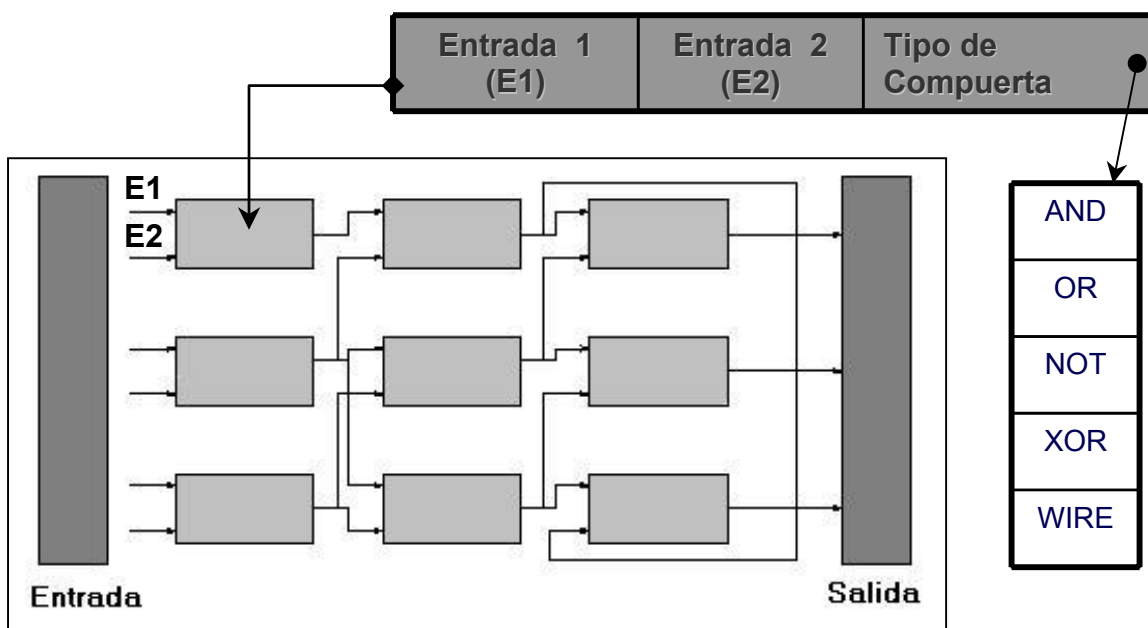 Entrada 1
(E1)
Entrada 2
(E2)
Tipo de
Compuerta
E1
E2
AND
OR
NOT
XOR
WIRE
Entrada
Salida